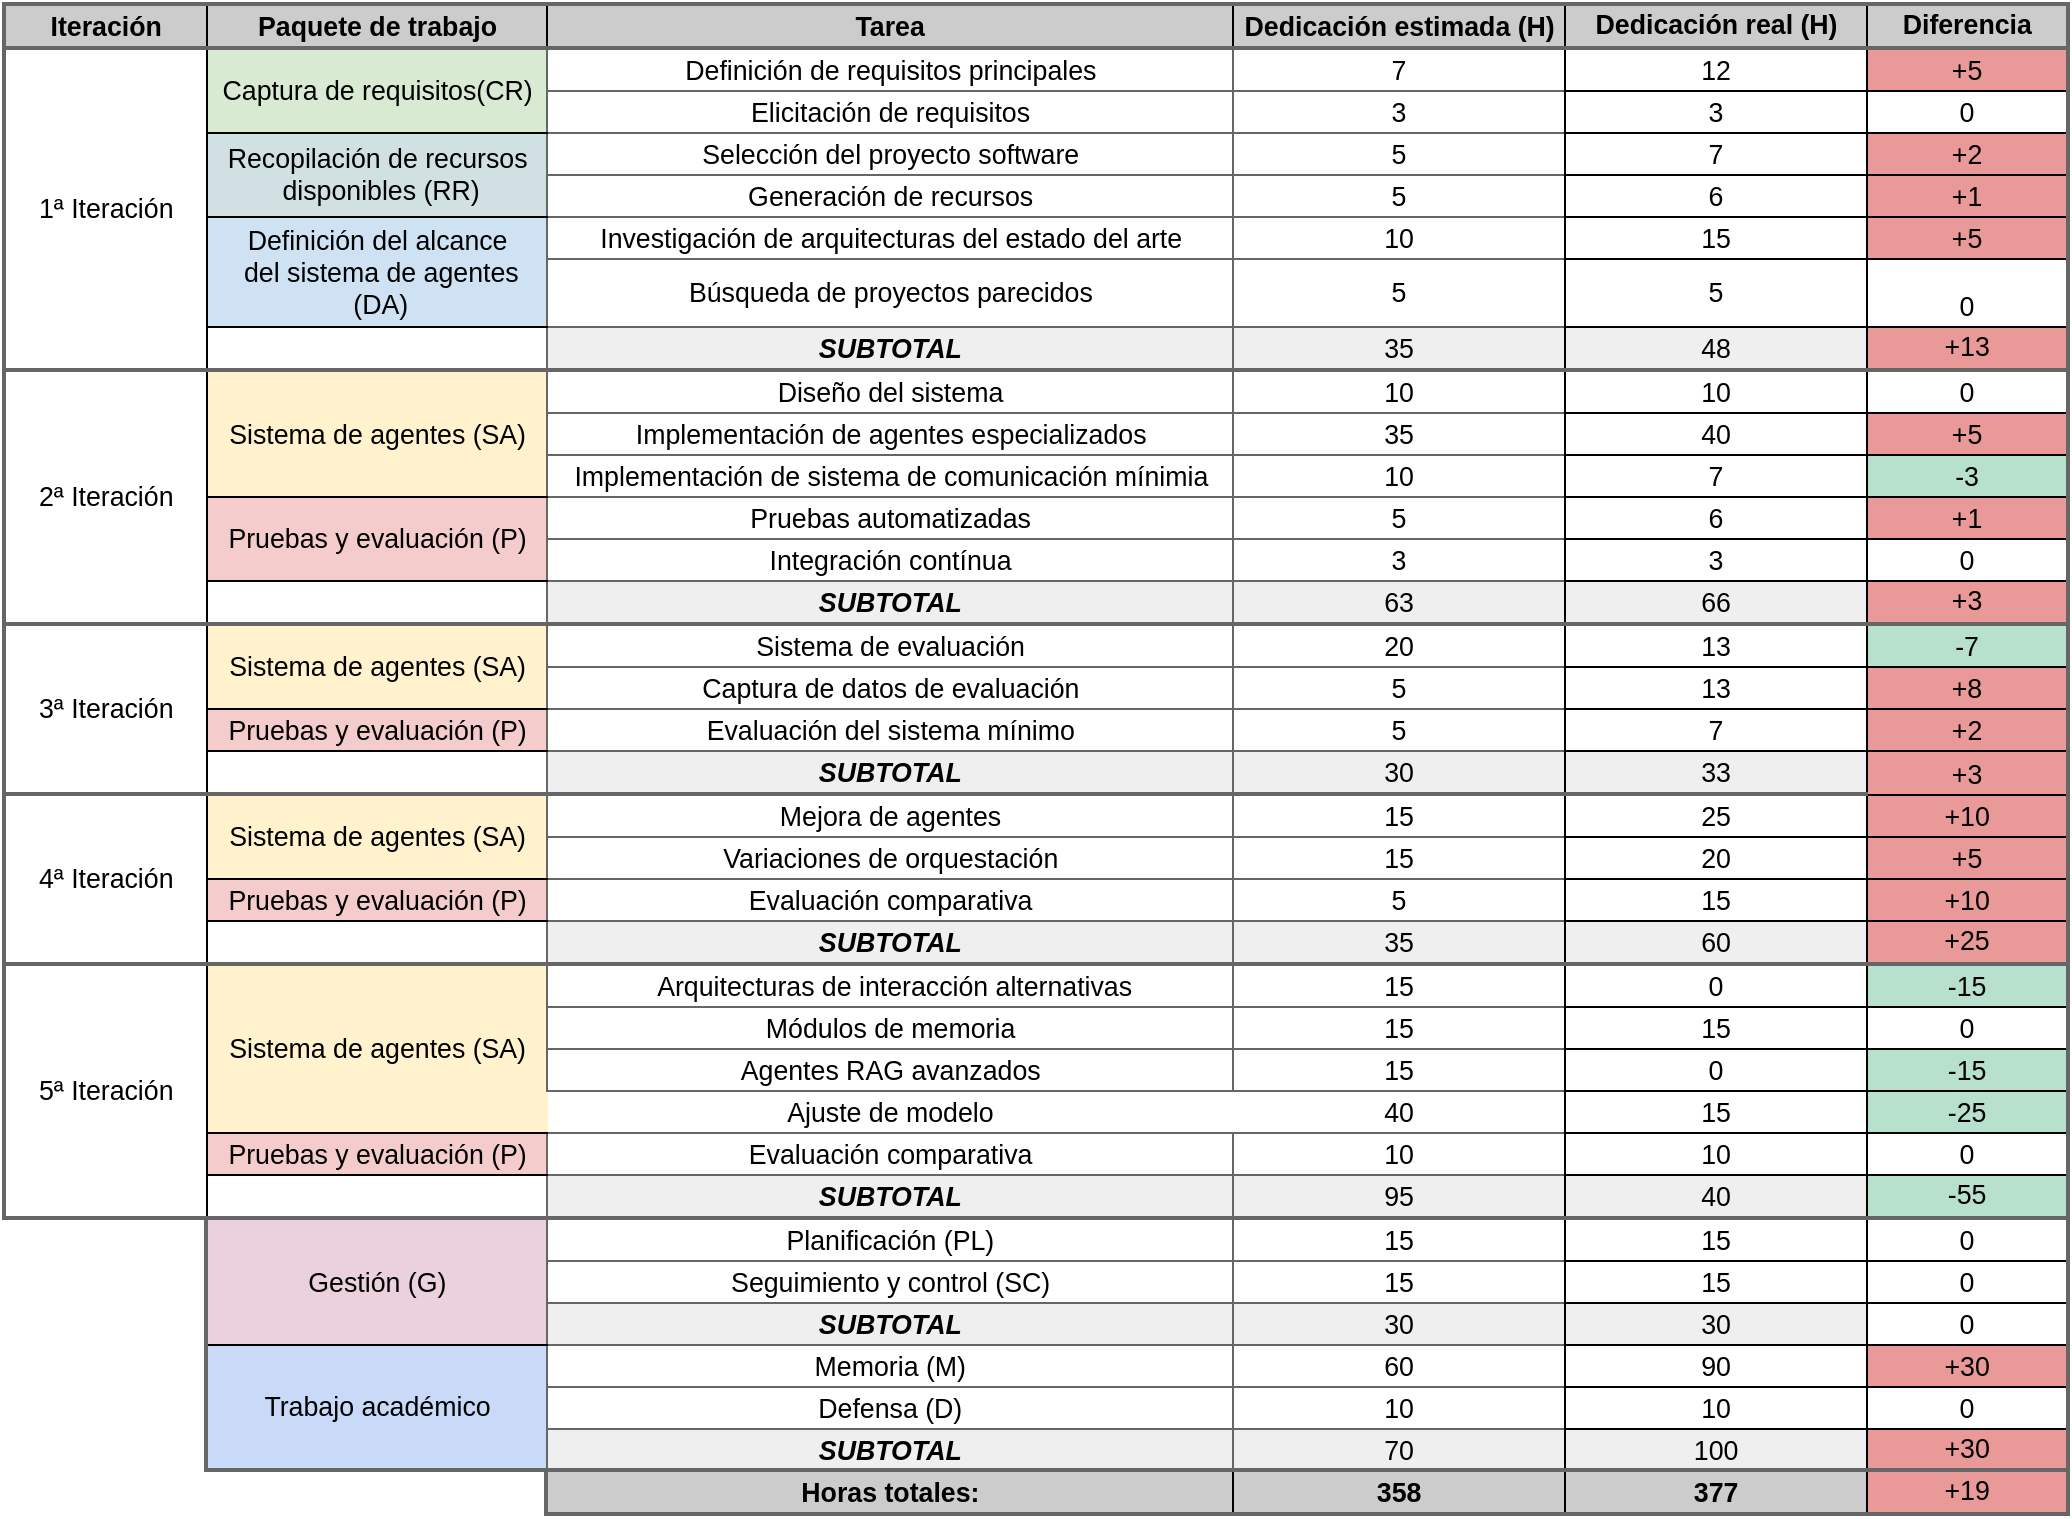 Iteración Paquete de trabajo Tarea Dedicación estimada (H) Dedicación real (H) Diferencia
1ª Iteración
Captura de requisitos(CR)
Definición de requisitos principales 7 12 +5
Elicitación de requisitos 3 3 0
Recopilación de recursos
disponibles (RR)
Selección del proyecto software 5 7 +2
Generación de recursos 5 6 +1
Definición del alcance
del sistema de agentes
(DA)
Investigación de arquitecturas del estado del arte 10 15 +5
Búsqueda de proyectos parecidos 5 5 0
SUBTOTAL 35 48 +13
2ª Iteración
Sistema de agentes (SA)
Diseño del sistema 10 10 0
Implementación de agentes especializados 35 40 +5
Implementación de sistema de comunicación mínimia 10 7 -3
Pruebas y evaluación (P)
Pruebas automatizadas 5 6 +1
Integración contínua 3 3 0
SUBTOTAL 63 66 +3
3ª Iteración
Sistema de agentes (SA)
Sistema de evaluación 20 13 -7
Captura de datos de evaluación 5 13 +8
Pruebas y evaluación (P) Evaluación del sistema mínimo 5 7 +2
SUBTOTAL 30 33 +3
4ª Iteración
Sistema de agentes (SA)
Mejora de agentes 15 25 +10
Variaciones de orquestación 15 20 +5
Pruebas y evaluación (P) Evaluación comparativa 5 15 +10
SUBTOTAL 35 60 +25
5ª Iteración
Sistema de agentes (SA)
Arquitecturas de interacción alternativas 15 0 -15
Módulos de memoria 15 15 0
Agentes RAG avanzados 15 0 -15
Ajuste de modelo 40 15 -25
Pruebas y evaluación (P) Evaluación comparativa 10 10 0
SUBTOTAL 95 40 -55
Gestión (G)
Planificación (PL) 15 15 0
Seguimiento y control (SC) 15 15 0
SUBTOTAL 30 30 0
Trabajo académico
Memoria (M) 60 90 +30
Defensa (D) 10 10 0
SUBTOTAL 70 100 +30
Horas totales: 358 377 +19